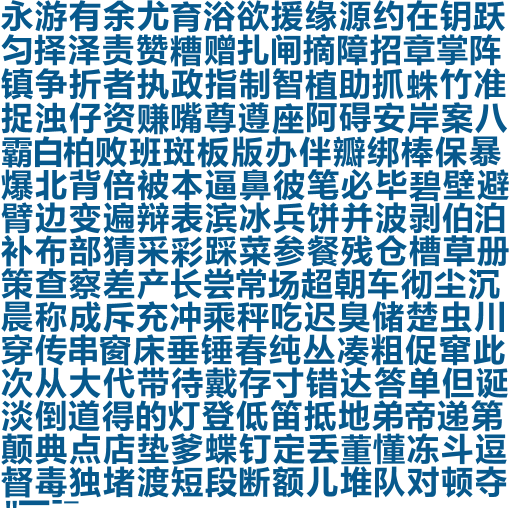 永游有余尤育浴欲援缘源约在钥跃
匀择泽责赞糟赠扎闸摘障招章掌阵
镇争折者执政指制智植助抓蛛竹准
捉浊仔资赚嘴尊遵座阿碍安岸案八
霸白柏败班斑板版办伴瓣绑棒保暴
爆北背倍被本逼鼻彼笔必毕碧壁避
臂边变遍辩表滨冰兵饼并波剥伯泊
补布部猜采彩踩菜参餐残仓槽草册
策查察差产长尝常场超朝车彻尘沉
晨称成斥充冲乘秤吃迟臭储楚虫川
穿传串窗床垂锤春纯丛凑粗促窜此
次从大代带待戴存寸错达答单但诞
淡倒道得的灯登低笛抵地弟帝递第
颠典点店垫爹蝶钉定丢董懂冻斗逗
督毒独堵渡短段断额儿堆队对顿夺